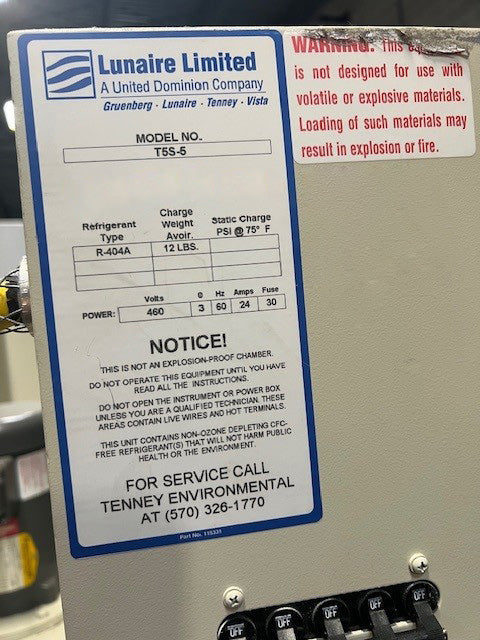 Lunaire Limited
A United Dominion Company
Gruenberg · Lunaire · Tenney · Vista
MODEL NO.
T5S-5
Refrigerant Type Charge Weight Avoir. Static Charge PSI @ 75° F
R-404A 12 LBS.
Volts Ø Hz Amps Fuse
POWER: 460 3 60 24 30
NOTICE!
THIS IS NOT AN EXPLOSION-PROOF CHAMBER.
DO NOT OPERATE THIS EQUIPMENT UNTIL YOU HAVE
READ ALL THE INSTRUCTIONS.
DO NOT OPEN THE INSTRUMENT OR POWER BOX
UNLESS YOU ARE A QUALIFIED TECHNICIAN, THESE
AREAS CONTAIN LIVE WIRES AND HOT TERMINALS.
THIS UNIT CONTAINS NON-OZONE DEPLETING CFC-
FREE REFRIGERANT(S) THAT WILL NOT HARM PUBLIC
HEALTH OR THE ENVIRONMENT.
FOR SERVICE CALL
TENNEY ENVIRONMENTAL
AT (570) 326-1770
Part No. 115331
WARNING: This
is not designed for use with
volatile or explosive materials.
Loading of such materials may
result in explosion or fire.
OFF OFF OFF OFF OFF